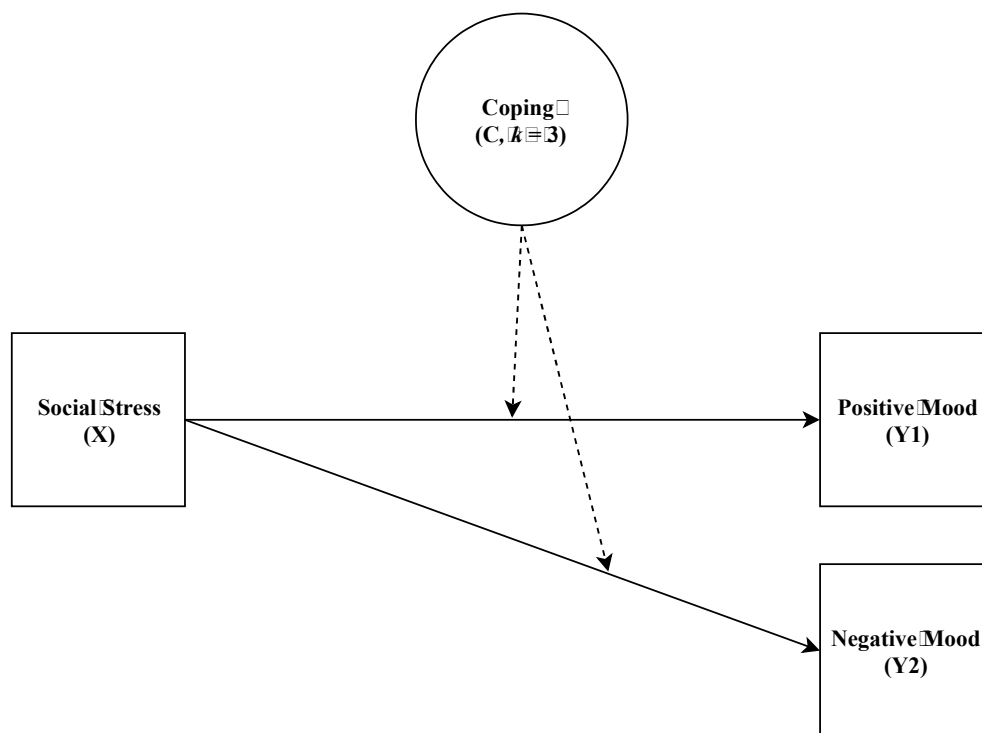 Coping
(C, k = 3)
Social Stress
(X)
Positive Mood
(Y1)
Negative Mood
(Y2)